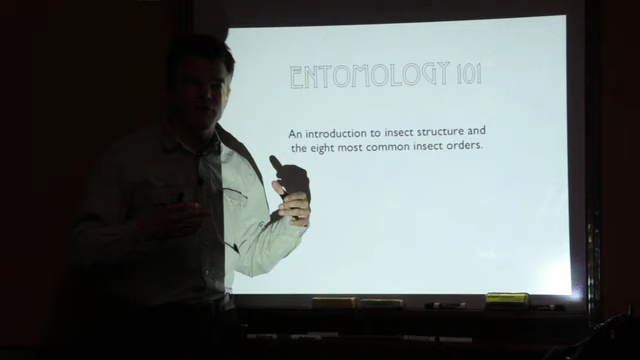 ENTOMOLOGY 101
An introduction to insect structure and
the eight most common insect orders.